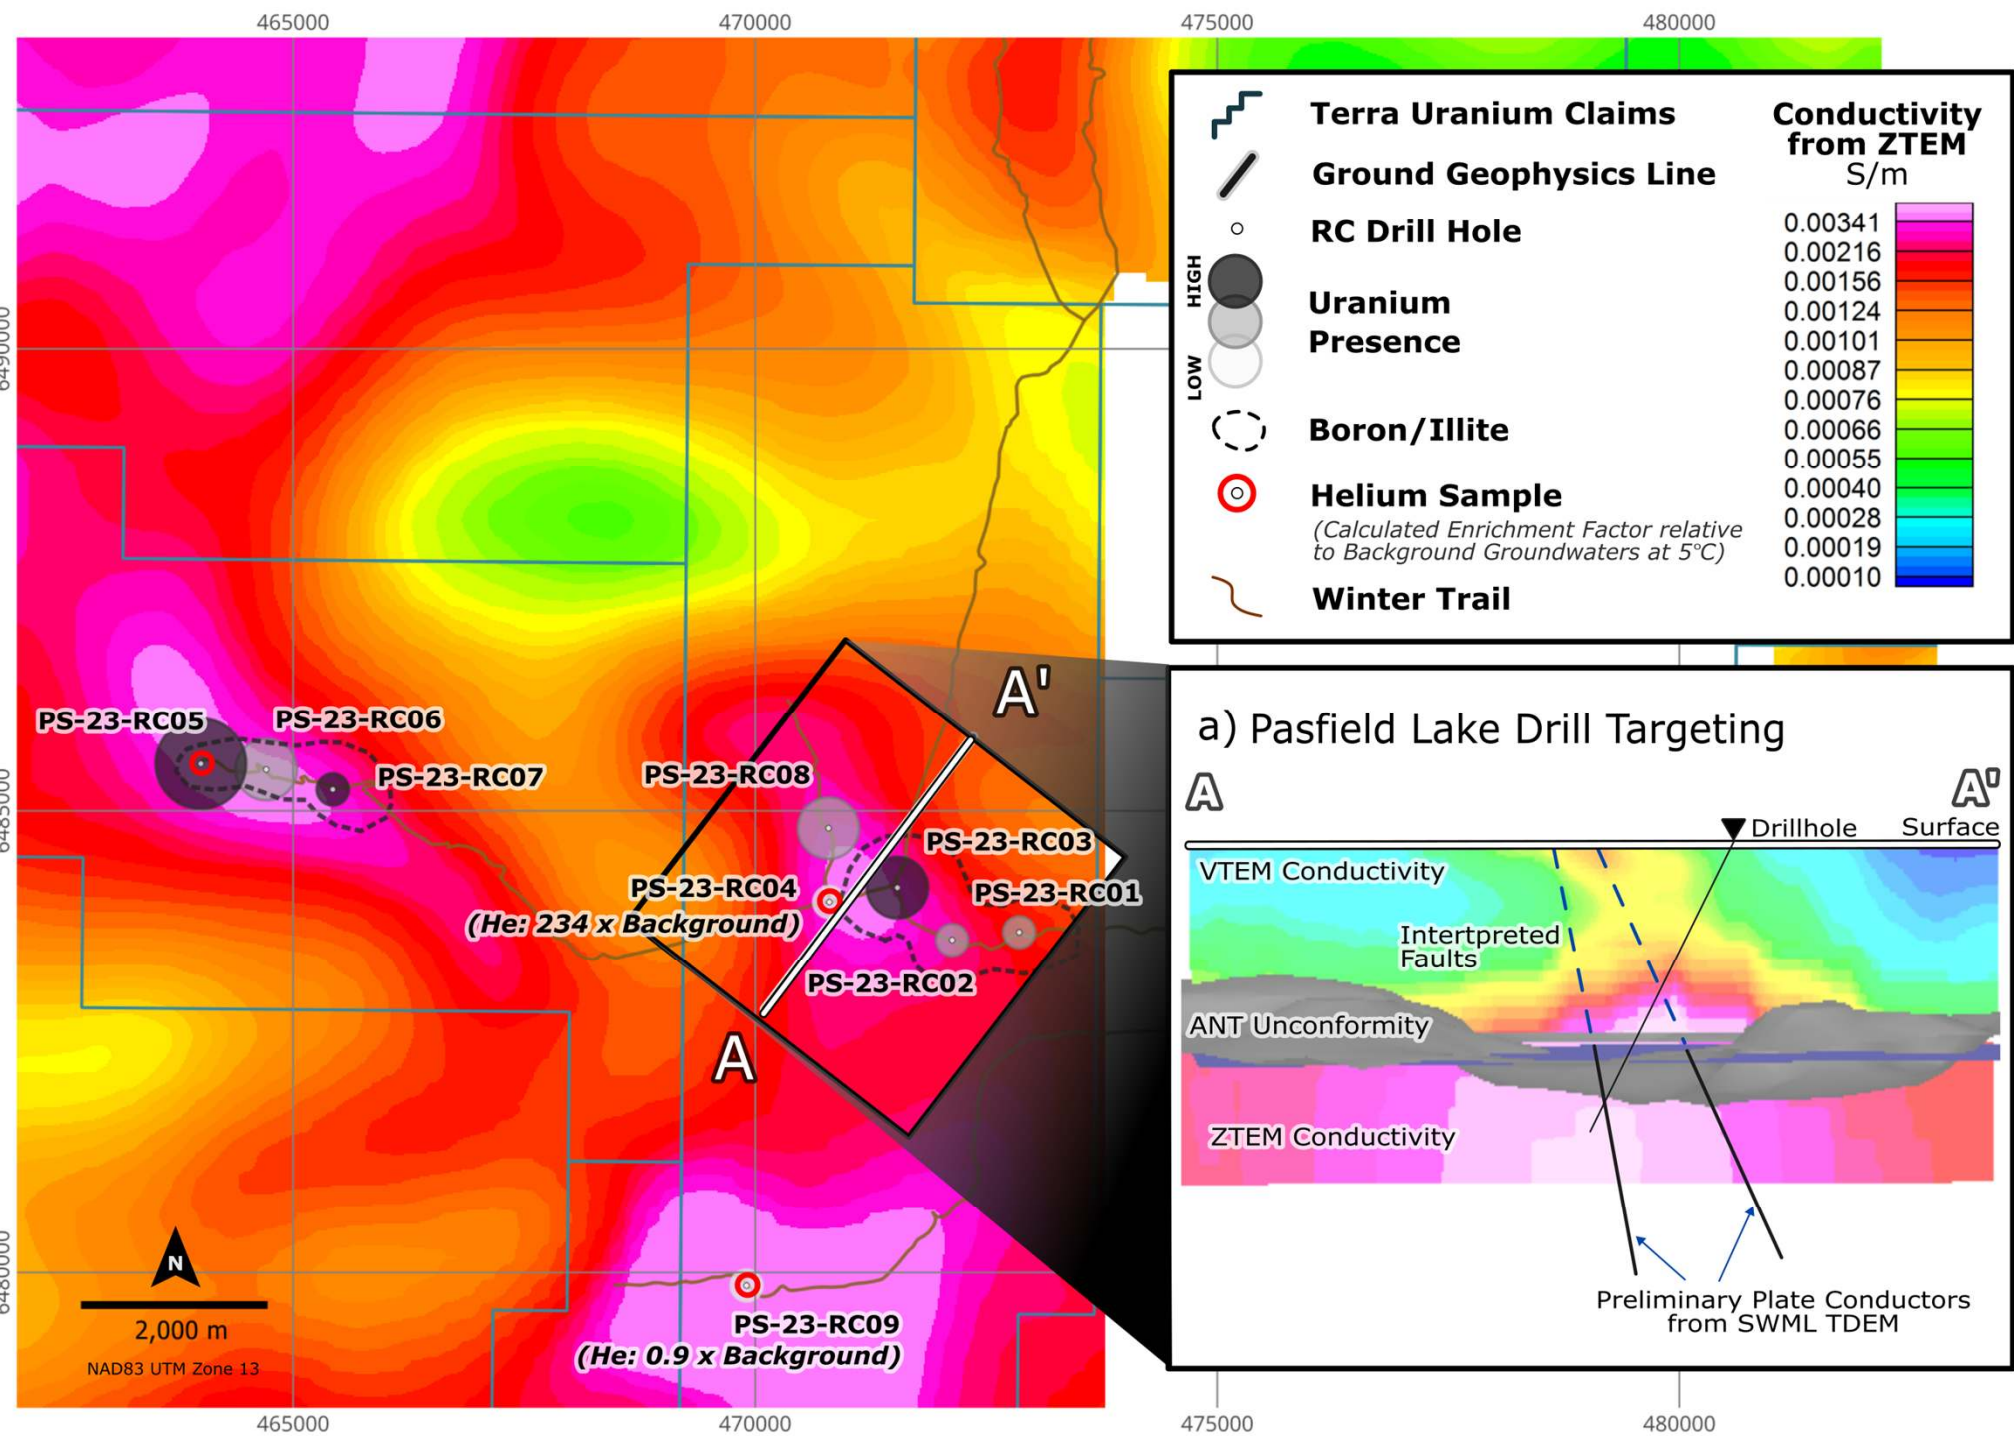 465000
470000
475000
480000
6490000
6485000
6480000
PS-23-RC05
PS-23-RC06
PS-23-RC07
PS-23-RC08
PS-23-RC03
PS-23-RC04
(He: 234 x Background)
PS-23-RC01
PS-23-RC02
A'
A
PS-23-RC09
(He: 0.9 x Background)
N
2,000 m
NAD83 UTM Zone 13
465000
470000
475000
480000
Terra Uranium Claims
Ground Geophysics Line
RC Drill Hole
HIGH
LOW
Uranium
Presence
Boron/Illite
Helium Sample
(Calculated Enrichment Factor relative
to Background Groundwaters at 5°C)
Winter Trail
Conductivity
from ZTEM
S/m
0.00341
0.00216
0.00156
0.00124
0.00101
0.00087
0.00076
0.00066
0.00055
0.00040
0.00028
0.00019
0.00010
a) Pasfield Lake Drill Targeting
A
A'
Drillhole
Surface
VTEM Conductivity
Intertpreted
Faults
ANT Unconformity
ZTEM Conductivity
Preliminary Plate Conductors
from SWML TDEM